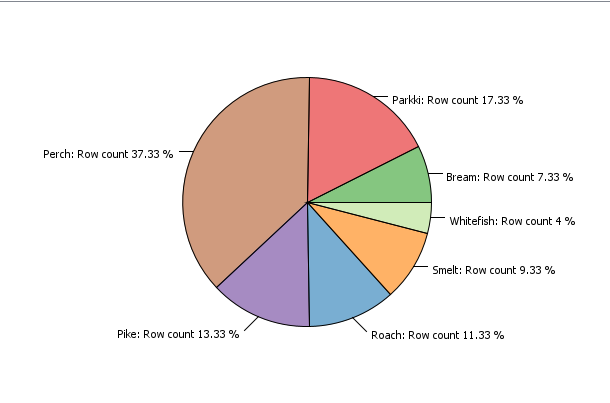 Parkki: Row count 17.33 %
Perch: Row count 37.33 %
Bream: Row count 7.33 %
Whitefish: Row count 4 %
Smelt: Row count 9.33 %
Pike: Row count 13.33 %
Roach: Row count 11.33 %